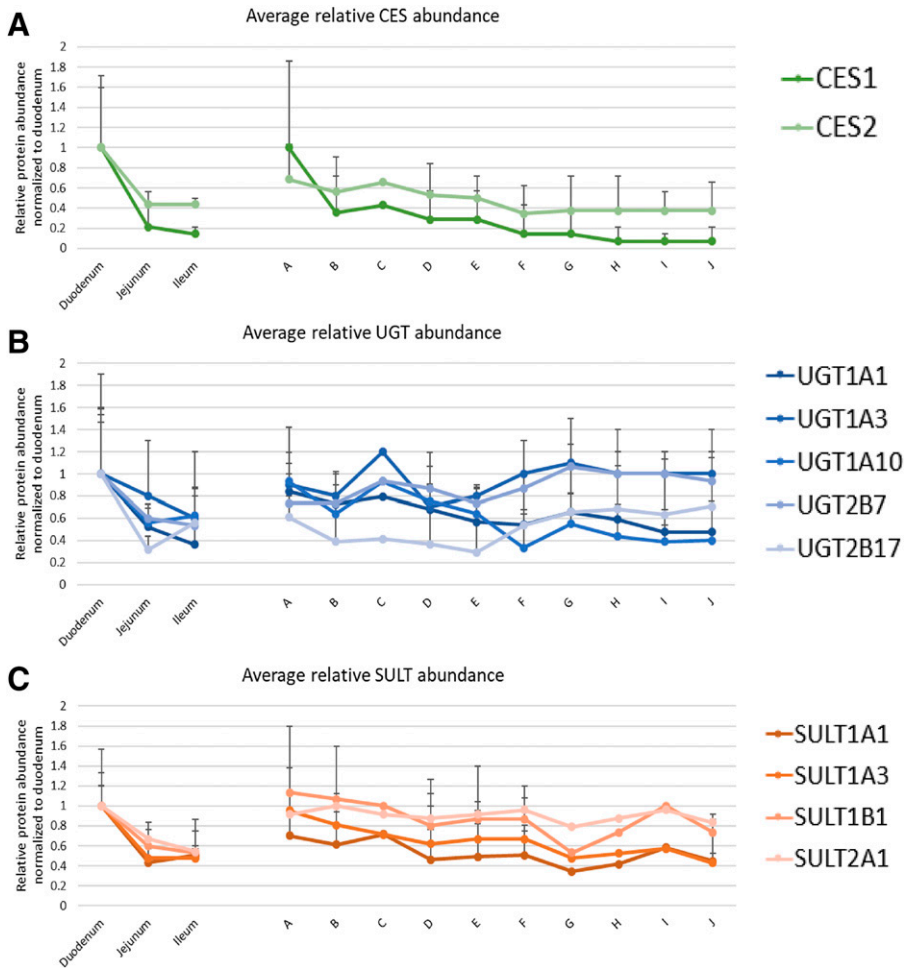 A
Average relative CES abundance
Relative protein abundance
normalized to duodenum
2
1.8
1.6
1.4
1.2
1
0.8
0.6
0.4
0.2
0
Duodenum
Jejunum
Ileum
A
B
C
D
E
F
G
H
I
J
CES1
CES2
B
Average relative UGT abundance
Relative protein abundance
normalized to duodenum
2
1.8
1.6
1.4
1.2
1
0.8
0.6
0.4
0.2
0
Duodenum
Jejunum
Ileum
A
B
C
D
E
F
G
H
I
J
UGT1A1
UGT1A3
UGT1A10
UGT2B7
UGT2B17
C
Average relative SULT abundance
Relative protein abundance
normalized to duodenum
2
1.8
1.6
1.4
1.2
1
0.8
0.6
0.4
0.2
0
Duodenum
Jejunum
Ileum
A
B
C
D
E
F
G
H
I
J
SULT1A1
SULT1A3
SULT1B1
SULT2A1